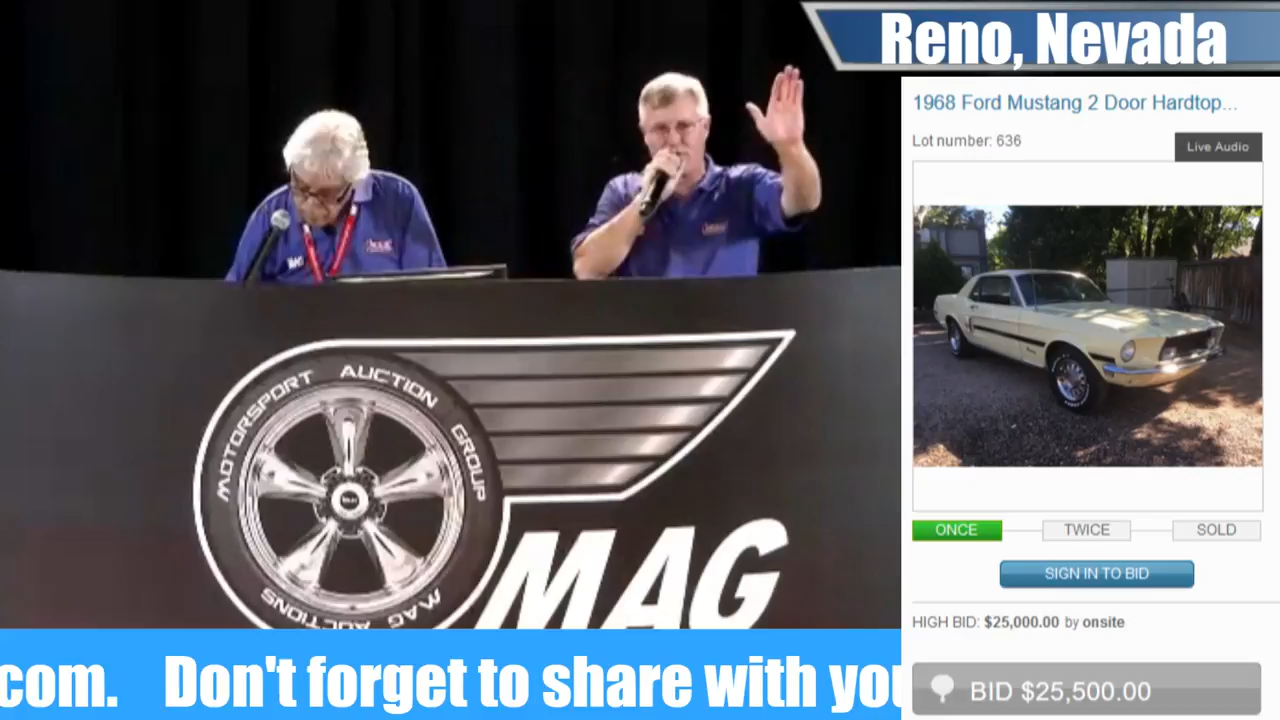 Reno, Nevada
1968 Ford Mustang 2 Door Hardtop...
Lot number: 636
Live Audio
MOTORSPORT AUCTION GROUP
MAG AUCTIONS
MAG
ONCE
TWICE
SOLD
SIGN IN TO BID
HIGH BID: $25,000.00 by onsite
BID $25,500.00
com. Don't forget to share with you